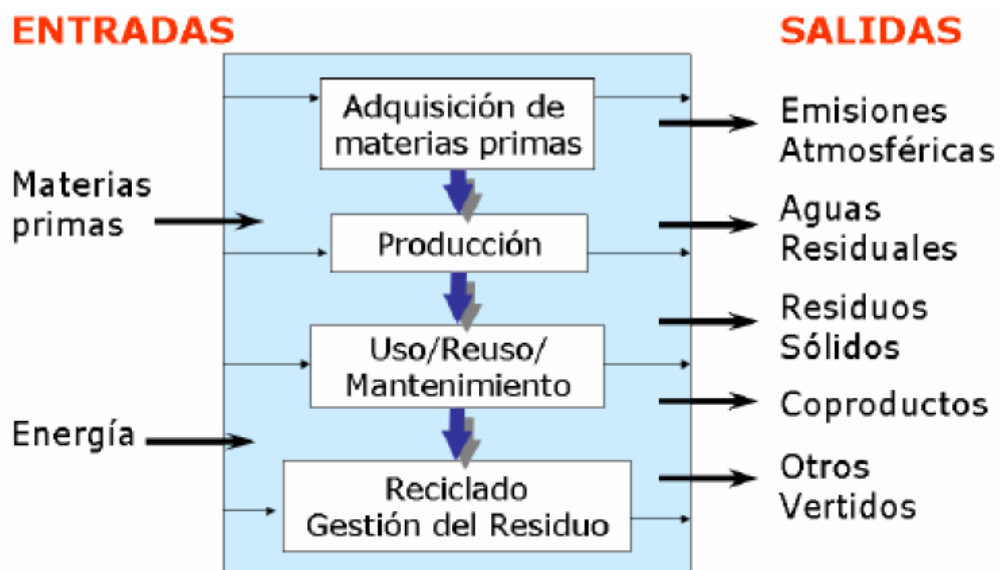 ENTRADAS
SALIDAS
Materias
primas
Energía
Adquisición de
materias primas
Producción
Uso/Reuso/
Mantenimiento
Reciclado
Gestión del Residuo
Emisiones
Atmosféricas
Aguas
Residuales
Residuos
Sólidos
Coproductos
Otros
Vertidos